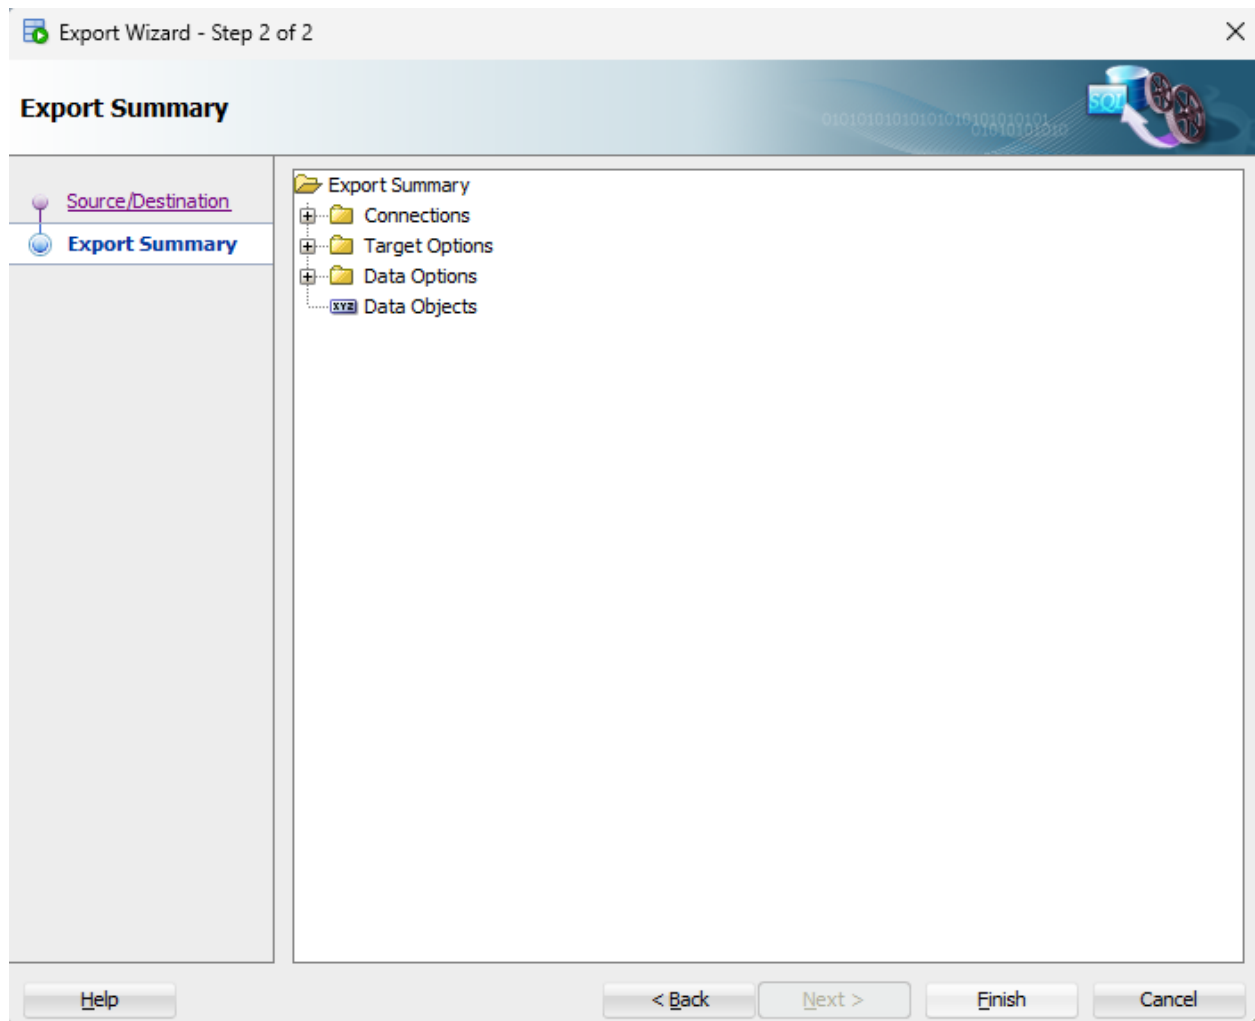 Export Wizard - Step 2 of 2
Export Summary
Source/Destination
Export Summary
Export Summary
Connections
Target Options
Data Options
XYZ Data Objects
SQL
Help
< Back
Next >
Finish
Cancel